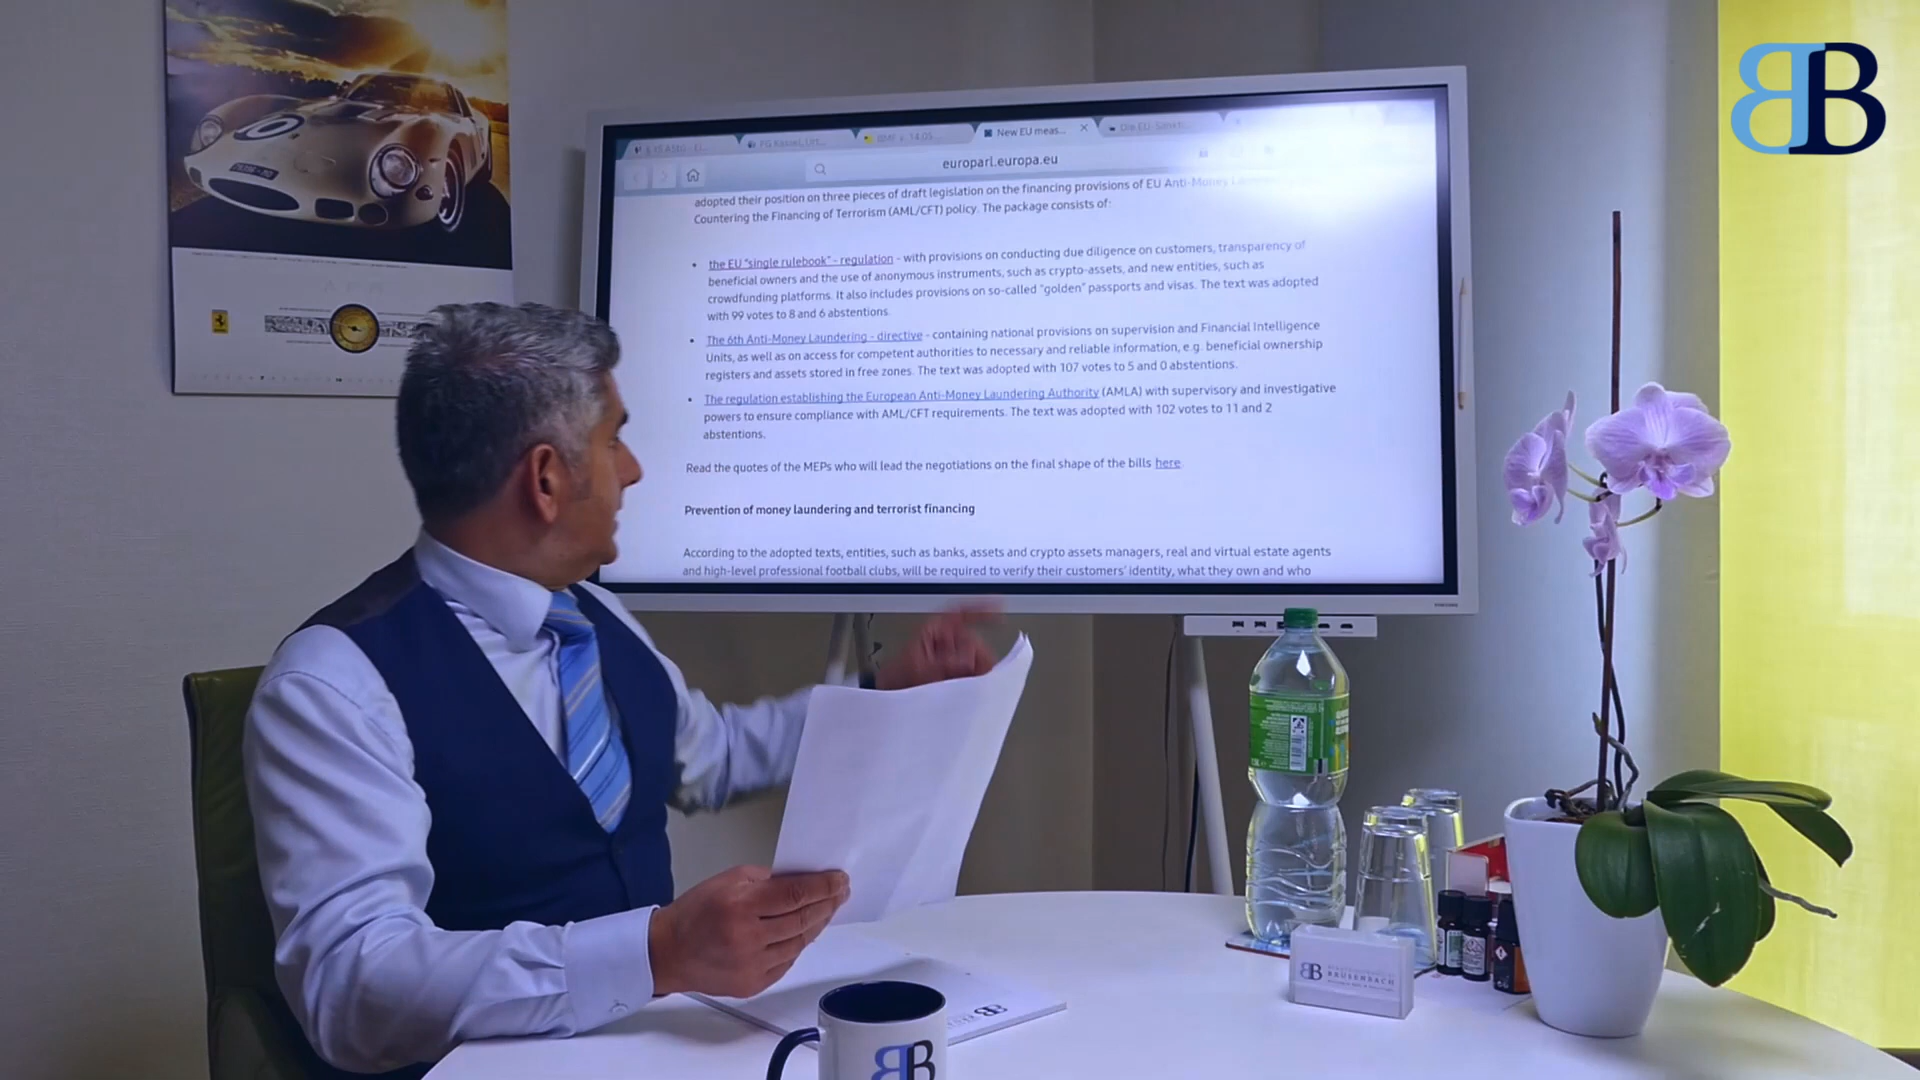 BB
10
New EU meas...
europarl.europa.eu
adopted their position on three pieces of draft legislation on the financing provisions of EU Anti-Money
Countering the Financing of Terrorism (AML/CFT) policy. The package consists of:
• the EU "single rulebook" - regulation - with provisions on conducting due diligence on customers, transparency of
beneficial owners and the use of anonymous instruments, such as crypto-assets, and new entities, such as
crowdfunding platforms. It also includes provisions on so-called "golden" passports and visas. The text was adopted
with 99 votes to 8 and 6 abstentions.
• The 6th Anti-Money Laundering - directive - containing national provisions on supervision and Financial Intelligence
Units, as well as on access for competent authorities to necessary and reliable information, e.g. beneficial ownership
registers and assets stored in free zones. The text was adopted with 107 votes to 5 and 0 abstentions.
• The regulation establishing the European Anti-Money Laundering Authority (AMLA) with supervisory and investigative
powers to ensure compliance with AML/CFT requirements. The text was adopted with 102 votes to 11 and 2
abstentions.
Read the quotes of the MEPs who will lead the negotiations on the final shape of the bills here
Prevention of money laundering and terrorist financing
According to the adopted texts, entities, such as banks, assets and crypto assets managers, real and virtual estate agents
and high-level professional football clubs, will be required to verify their customers' identity, what they own and who
SAMSUNG
BB
BRUSENBACH
BB
BB